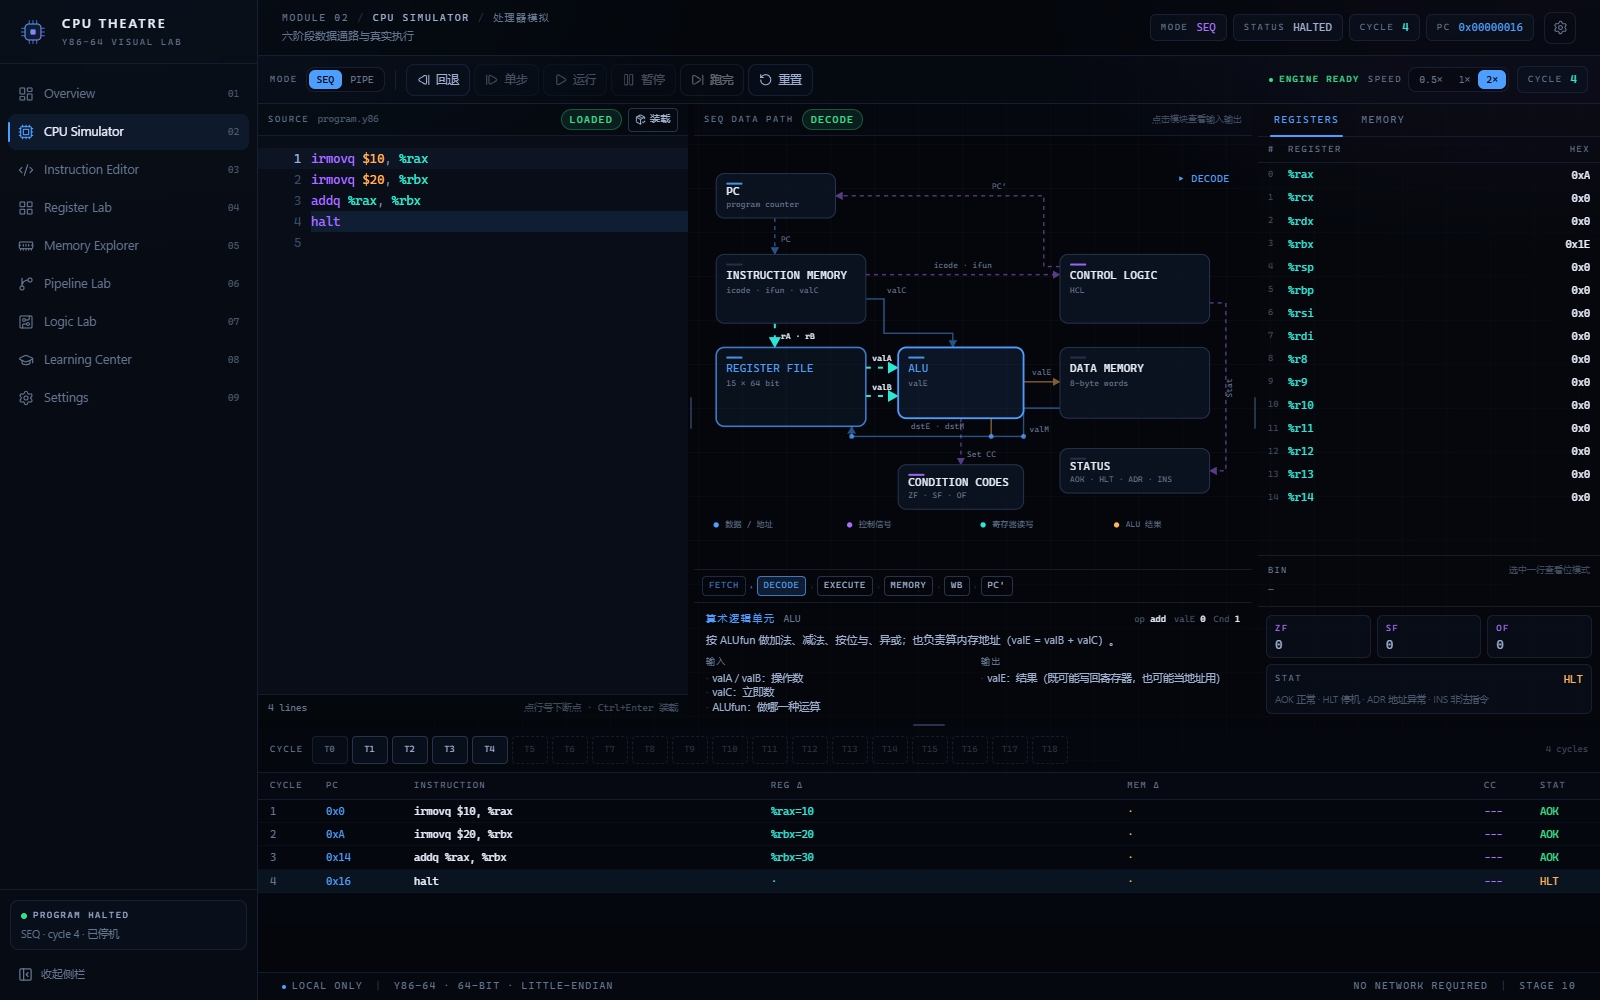 CPU THEATRE
Y86-64 VISUAL LAB
Overview 01
CPU Simulator 02
Instruction Editor 03
Register Lab 04
Memory Explorer 05
Pipeline Lab 06
Logic Lab 07
Learning Center 08
Settings 09
PROGRAM HALTED
SEQ · cycle 4 · 已停机
收起侧栏
MODULE 02 / CPU SIMULATOR / 处理器模拟
六阶段数据通路与真实执行
MODE SEQ
STATUS HALTED
CYCLE 4
PC 0x00000016
MODE SEQ PIPE
回退 单步 运行 暂停 跑完 重置
ENGINE READY SPEED 0.5× 1× 2×
CYCLE 4
SOURCE program.y86 LOADED 装载
1 irmovq $10, %rax
2 irmovq $20, %rbx
3 addq %rax, %rbx
4 halt
5
4 lines 点行号下断点 · Ctrl+Enter 装载
SEQ DATA PATH DECODE 点击模块查看输入输出
▸ DECODE
PC
program counter
PC'
PC
INSTRUCTION MEMORY
icode · ifun · valC
icode · ifun
valC
CONTROL LOGIC
HCL
rA · rB
REGISTER FILE
15 × 64 bit
valA
valB
ALU
valE
valE
DATA MEMORY
8-byte words
Stat
dstE · dstM
valM
Set CC
CONDITION CODES
ZF · SF · OF
STATUS
AOK · HLT · ADR · INS
数据 / 地址 控制信号 寄存器读写 ALU 结果
FETCH › DECODE EXECUTE MEMORY WB PC'
算术逻辑单元 ALU op add valE 0 Cnd 1
按 ALUfun 做加法、减法、按位与、异或；也负责算内存地址（valE = valB + valC）。
输入
· valA / valB：操作数
· valC：立即数
· ALUfun：做哪一种运算
输出
· valE：结果（既可能写回寄存器，也可能当地址用）
REGISTERS MEMORY
# REGISTER HEX
0 %rax 0xA
1 %rcx 0x0
2 %rdx 0x0
3 %rbx 0x1E
4 %rsp 0x0
5 %rbp 0x0
6 %rsi 0x0
7 %rdi 0x0
8 %r8 0x0
9 %r9 0x0
10 %r10 0x0
11 %r11 0x0
12 %r12 0x0
13 %r13 0x0
14 %r14 0x0
BIN 选中一行查看位模式
—
ZF SF OF
0 0 0
STAT HLT
AOK 正常 · HLT 停机 · ADR 地址异常 · INS 非法指令
CYCLE T0 T1 T2 T3 T4 T5 T6 T7 T8 T9 T10 T11 T12 T13 T14 T15 T16 T17 T18 4 cycles
CYCLE PC INSTRUCTION REG Δ MEM Δ CC STAT
1 0x0 irmovq $10, %rax %rax=10 · --- AOK
2 0xA irmovq $20, %rbx %rbx=20 · --- AOK
3 0x14 addq %rax, %rbx %rbx=30 · --- AOK
4 0x16 halt · · --- HLT
LOCAL ONLY | Y86-64 · 64-BIT · LITTLE-ENDIAN
NO NETWORK REQUIRED | STAGE 10